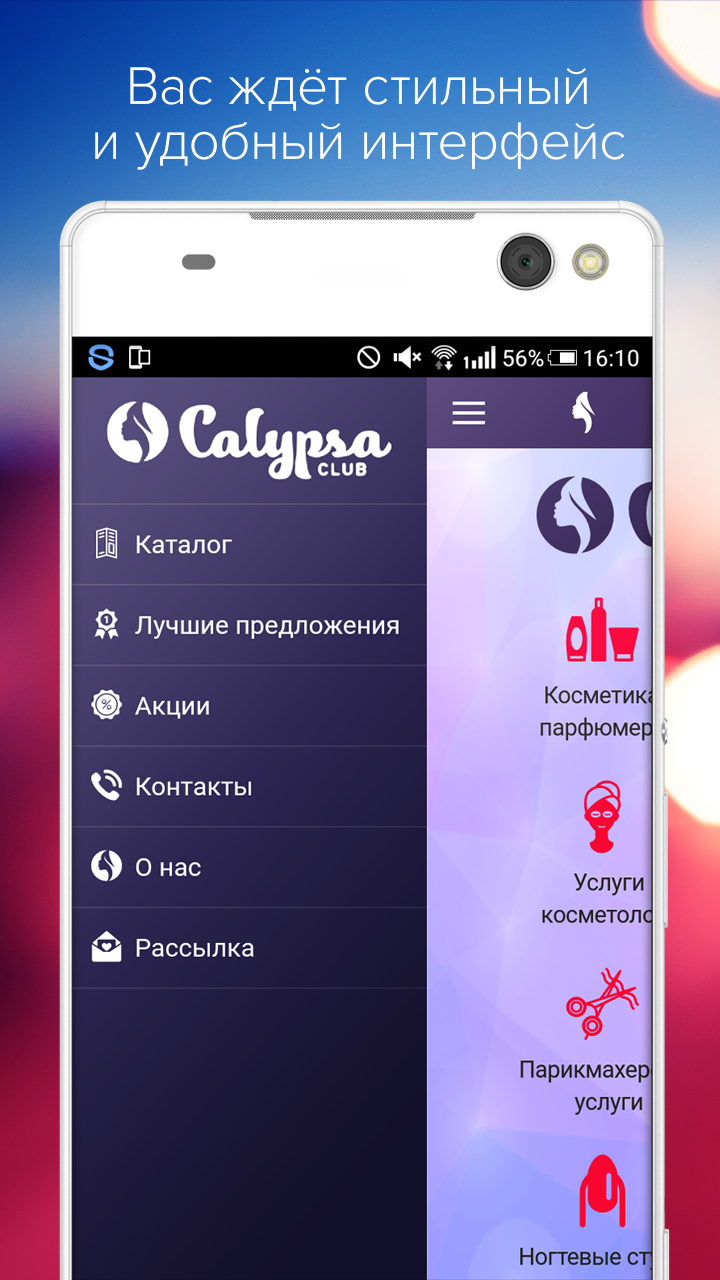 Вас ждёт стильный
и удобный интерфейс
56% 16:10
Calypsa
CLUB
Каталог
Лучшие предложения
Акции
Контакты
О нас
Рассылка
Косметика
парфюмер
Услуги
косметоло
Парикмахер
услуги
Ногтевые ст